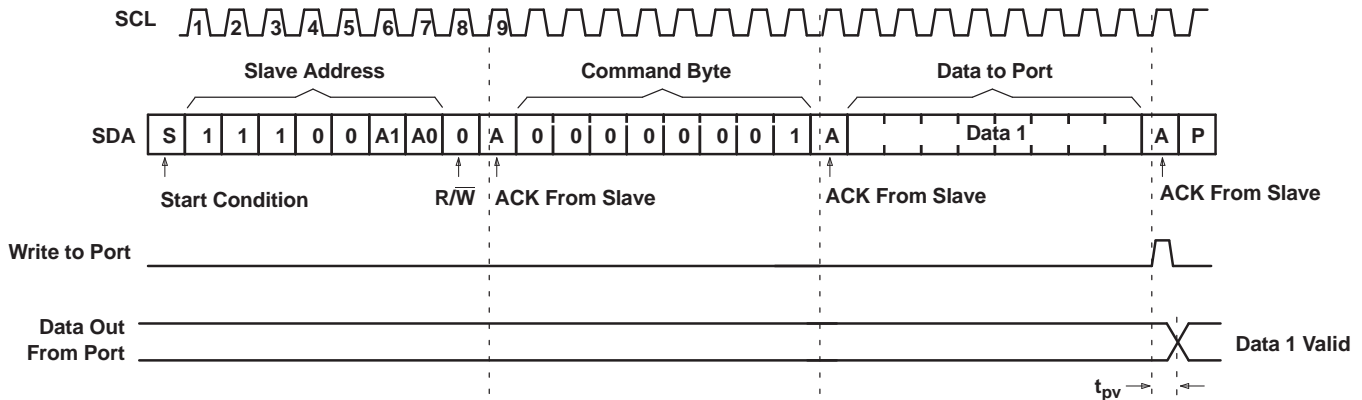 SCL 1 2 3 4 5 6 7 8 9
Slave Address Command Byte Data to Port
SDA S 1 1 1 0 0 A1 A0 0 A 0 0 0 0 0 0 0 1 A Data 1 A P
Start Condition R/W̅ ACK From Slave ACK From Slave ACK From Slave
Write to Port
Data Out
From Port
Data 1 Valid
tpv